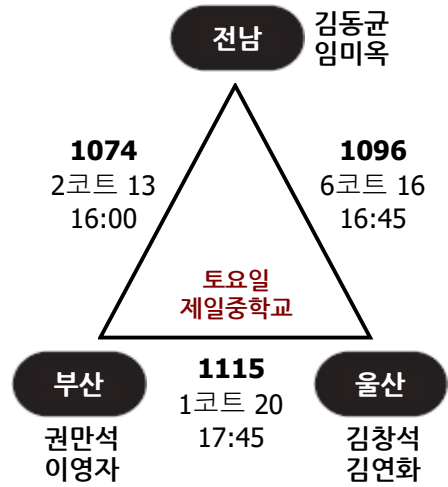 전남
김동균
임미옥
1074
2코트 13
16:00
1096
6코트 16
16:45
토요일
제일중학교
부산
권만석
이영자
1115
1코트 20
17:45
울산
김창석
김연화